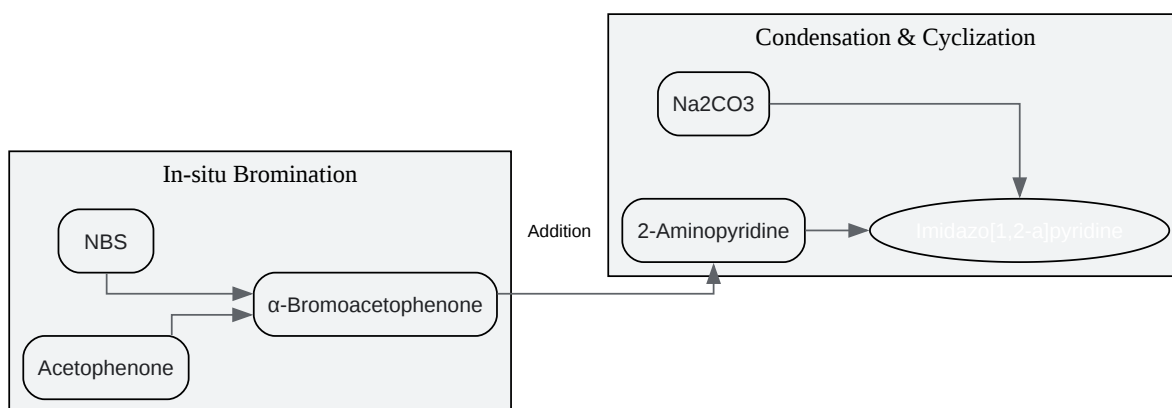 Condensation & Cyclization
Na2CO3
In-situ Bromination
NBS
Addition
2-Aminopyridine
Imidazo[1,2-a]pyridine
α-Bromoacetophenone
Acetophenone